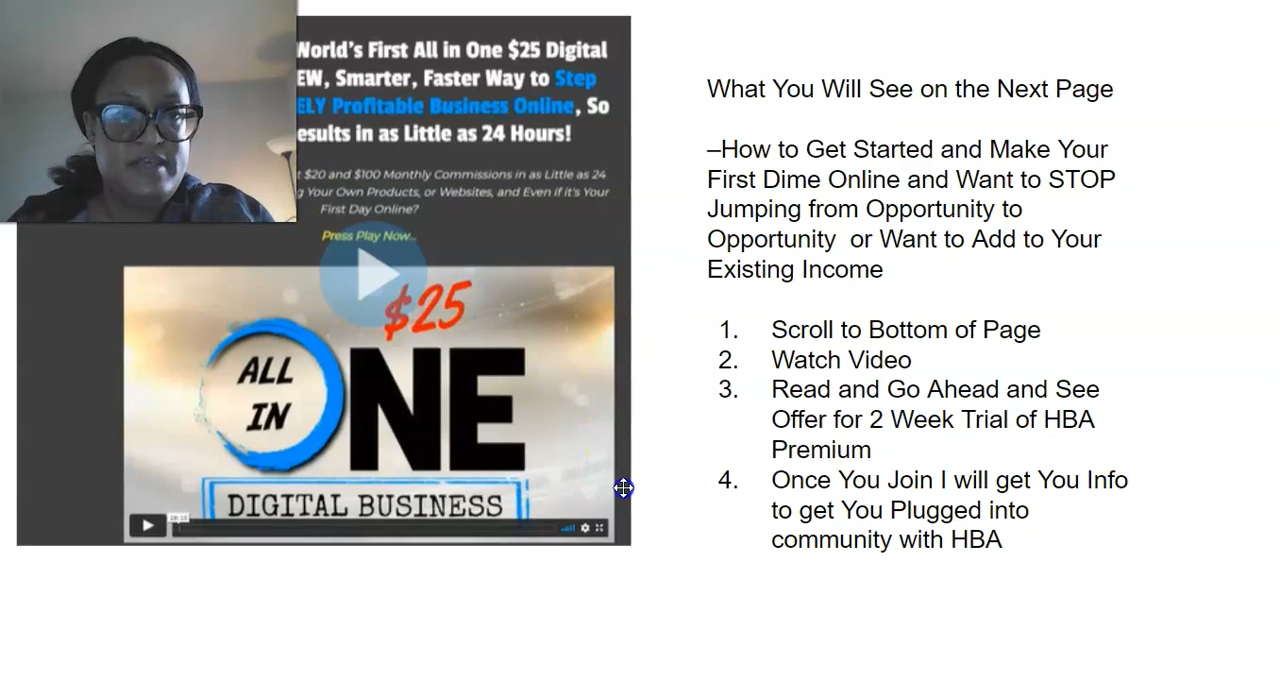 World's First All in One $25 Digital
EW, Smarter, Faster Way to Step
ELY Profitable Business Online, So
esults in as Little as 24 Hours!
t $20 and $100 Monthly Commissions in as Little as 24
g Your Own Products, or Websites, and Even if it's Your
First Day Online?
Press Play Now...
$25
ALL
IN
ONE
DIGITAL BUSINESS
What You Will See on the Next Page
–How to Get Started and Make Your
First Dime Online and Want to STOP
Jumping from Opportunity to
Opportunity or Want to Add to Your
Existing Income
1. Scroll to Bottom of Page
2. Watch Video
3. Read and Go Ahead and See
Offer for 2 Week Trial of HBA
Premium
4. Once You Join I will get You Info
to get You Plugged into
community with HBA